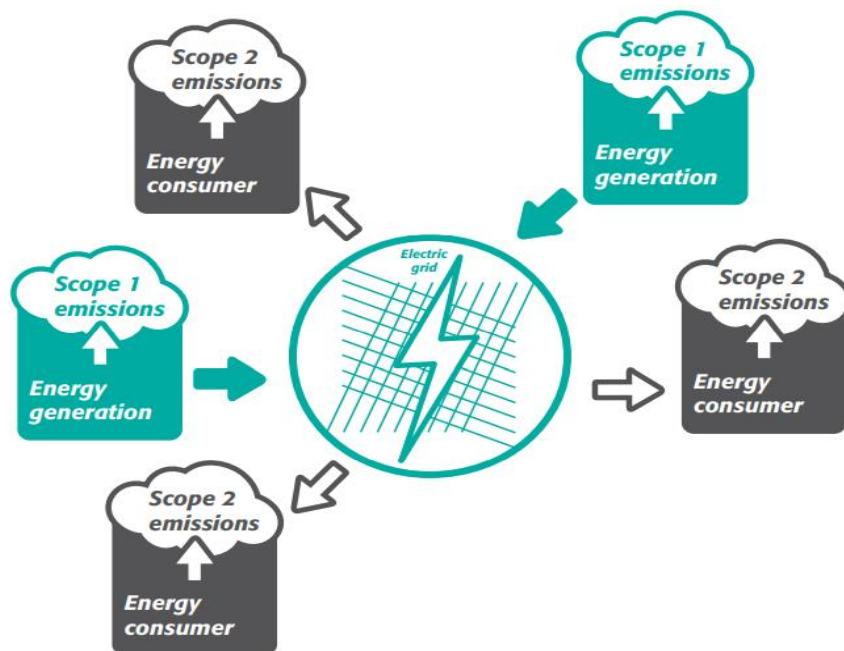 Scope 2
emissions
Energy
consumer
Scope 1
emissions
Energy
generation
Electric
grid
Scope 1
emissions
Energy
generation
Scope 2
emissions
Energy
consumer
Scope 2
emissions
Energy
consumer